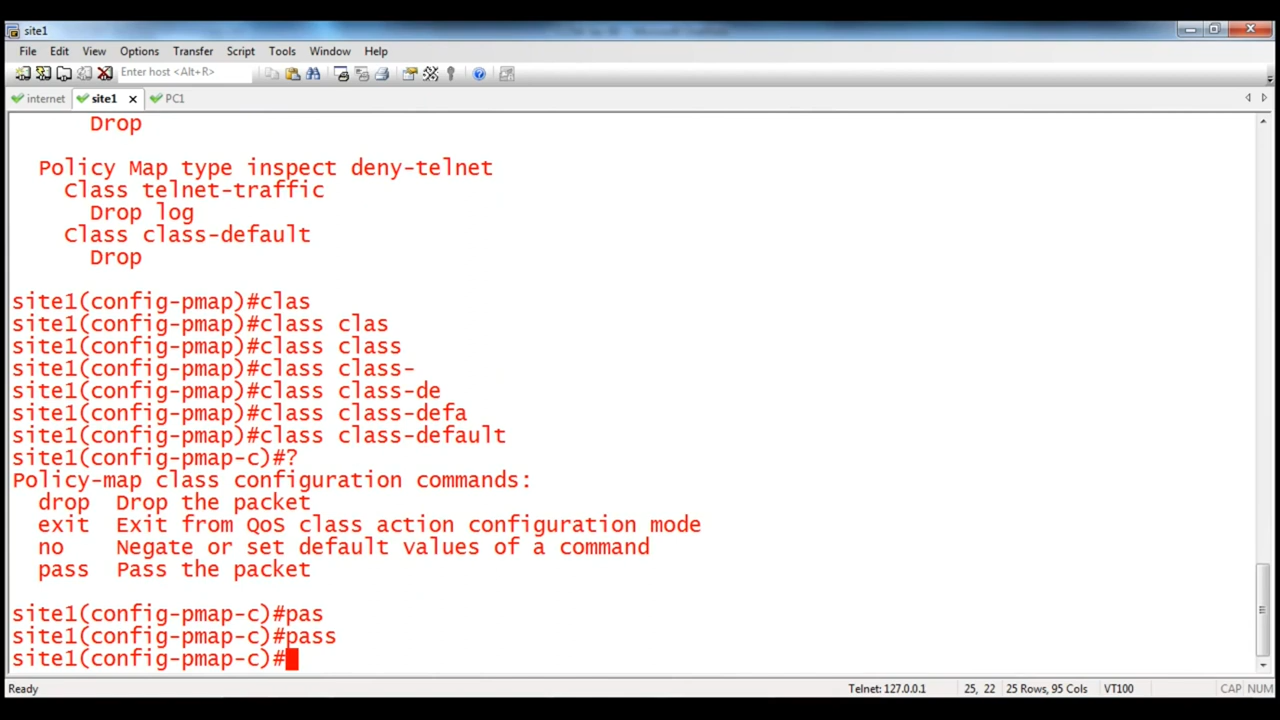 site1
File Edit View Options Transfer Script Tools Window Help
Enter host <Alt+R>
internet site1 PC1
Drop
Policy Map type inspect deny-telnet
Class telnet-traffic
Drop log
Class class-default
Drop
site1(config-pmap)#clas
site1(config-pmap)#class clas
site1(config-pmap)#class class
site1(config-pmap)#class class-
site1(config-pmap)#class class-de
site1(config-pmap)#class class-defa
site1(config-pmap)#class class-default
site1(config-pmap-c)#?
Policy-map class configuration commands:
drop Drop the packet
exit Exit from QoS class action configuration mode
no Negate or set default values of a command
pass Pass the packet
site1(config-pmap-c)#pas
site1(config-pmap-c)#pass
site1(config-pmap-c)#
Ready Telnet: 127.0.0.1 25, 22 25 Rows, 95 Cols VT100 CAP NUM